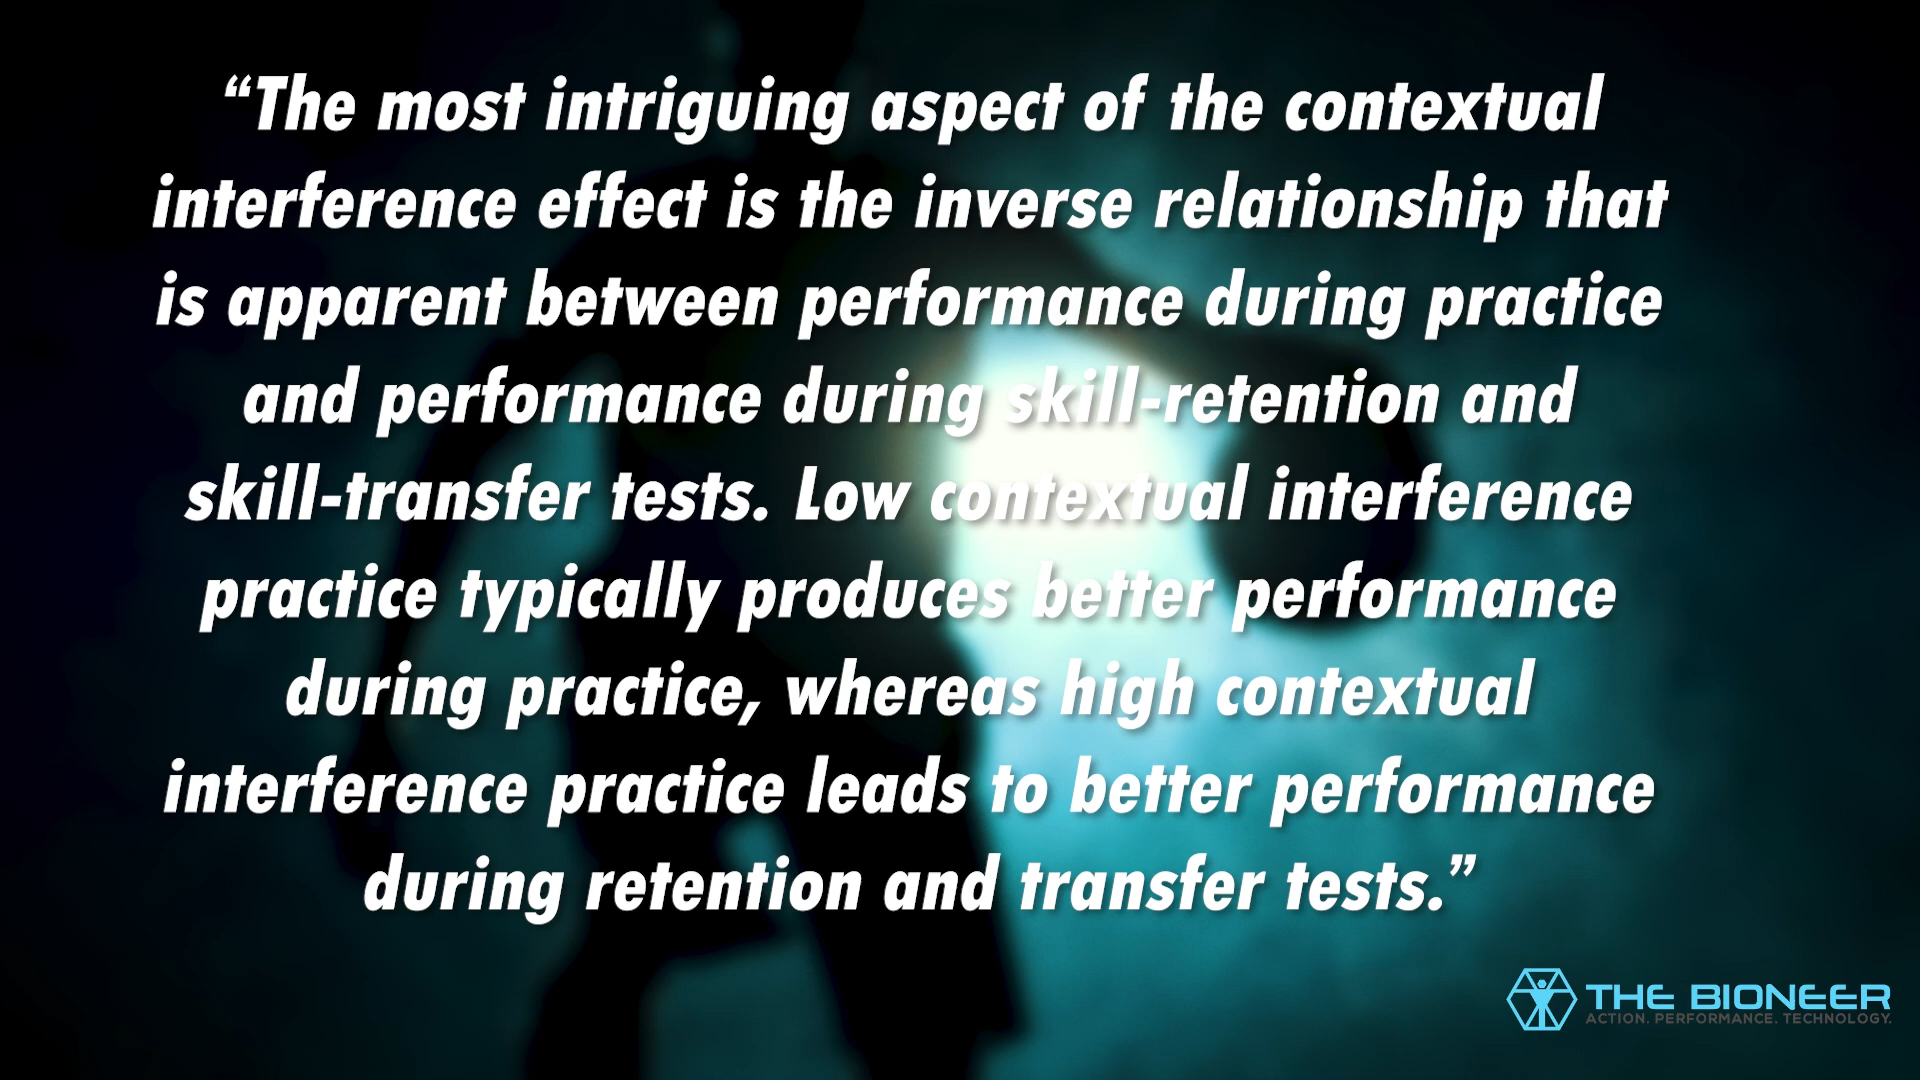 “The most intriguing aspect of the contextual
interference effect is the inverse relationship that
is apparent between performance during practice
and performance during skill-retention and
skill-transfer tests. Low contextual interference
practice typically produces better performance
during practice, whereas high contextual
interference practice leads to better performance
during retention and transfer tests.”
THE BIONEER
ACTION. PERFORMANCE. TECHNOLOGY.